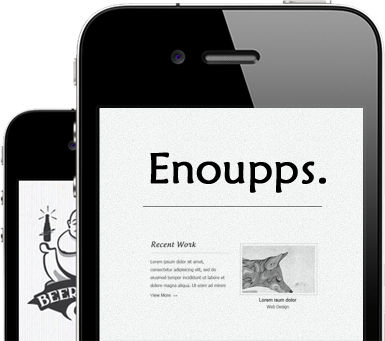 Enoupps.
Recent Work
Lorem ipsum dolor sit amet,
consectetur adipisicing elit, sed do
eiusmod tempor incididunt ut labore et
dolore magna aliqua. Ut enim ad minim
View More →
Lorem isum dolor
Web Design
BEER